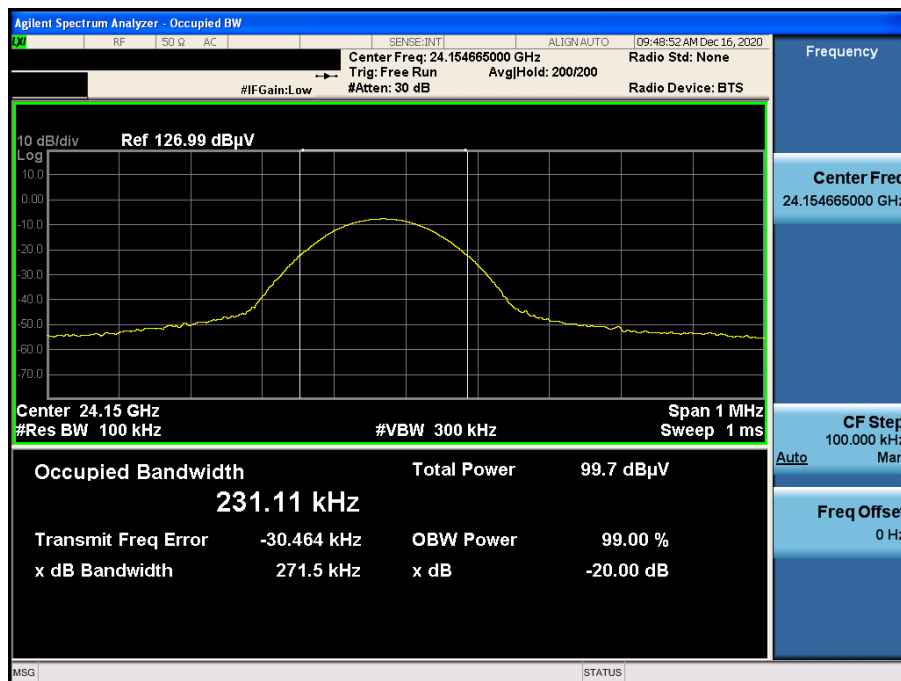 Agilent Spectrum Analyzer - Occupied BW
LXI RF 50 Ω AC SENSE:INT ALIGN AUTO 09:48:52 AM Dec 16, 2020
Center Freq: 24.154665000 GHz Radio Std: None
Trig: Free Run Avg|Hold: 200/200
#IFGain:Low #Atten: 30 dB Radio Device: BTS
Frequency
10 dB/div Ref 126.99 dBµV
Log
10.0
0.00
-10.0
-20.0
-30.0
-40.0
-50.0
-60.0
-70.0
Center 24.15 GHz Span 1 MHz
#Res BW 100 kHz #VBW 300 kHz Sweep 1 ms
Occupied Bandwidth Total Power 99.7 dBµV
231.11 kHz
Transmit Freq Error -30.464 kHz OBW Power 99.00 %
x dB Bandwidth 271.5 kHz x dB -20.00 dB
Center Freq
24.154665000 GHz
CF Step
100.000 kHz
Auto Man
Freq Offset
0 Hz
MSG STATUS